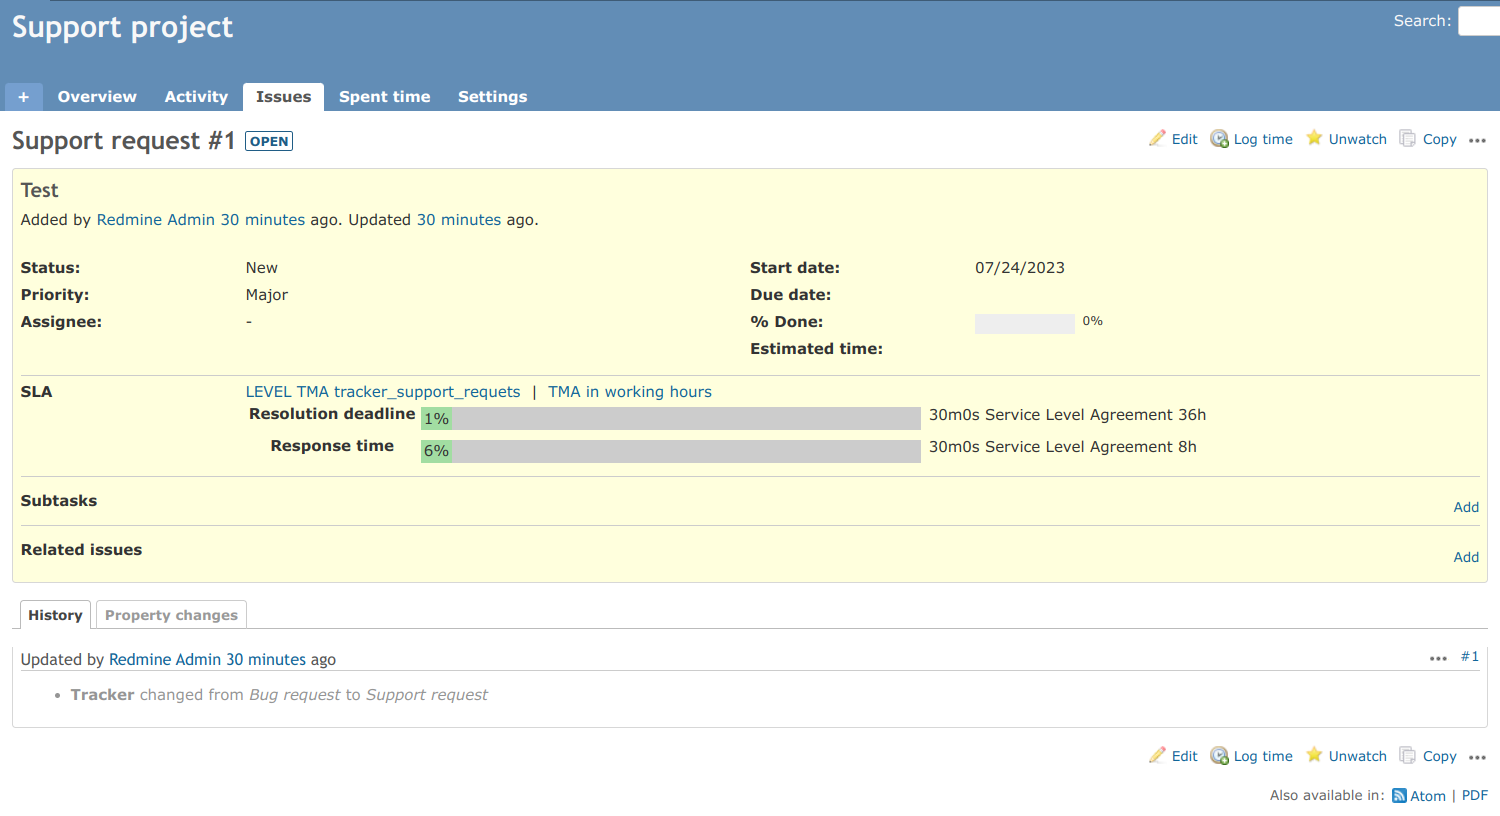 Support project
Search:
+ Overview Activity Issues Spent time Settings
Support request #1 OPEN
Edit Log time Unwatch Copy •••
Test
Added by Redmine Admin 30 minutes ago. Updated 30 minutes ago.
Status: New Start date: 07/24/2023
Priority: Major Due date:
Assignee: - % Done: 0%
Estimated time:
SLA LEVEL TMA tracker_support_requets | TMA in working hours
Resolution deadline 1% 30m0s Service Level Agreement 36h
Response time 6% 30m0s Service Level Agreement 8h
Subtasks Add
Related issues Add
History Property changes
Updated by Redmine Admin 30 minutes ago ••• #1
• Tracker changed from Bug request to Support request
Edit Log time Unwatch Copy •••
Also available in: Atom | PDF